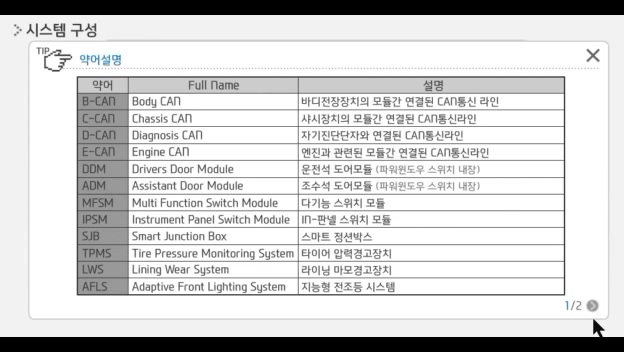 > 시스템 구성
TIP
약어설명
약어 Full Name 설명
B-CAN Body CAN 바디전장장치의 모듈간 연결된 CAN통신 라인
C-CAN Chassis CAN 샤시장치의 모듈간 연결된 CAN통신라인
D-CAN Diagnosis CAN 자기진단단자와 연결된 CAN통신라인
E-CAN Engine CAN 엔진과 관련된 모듈간 연결된 CAN통신라인
DDM Drivers Door Module 운전석 도어모듈 (파워윈도우 스위치 내장)
ADM Assistant Door Module 조수석 도어모듈 (파워윈도우 스위치 내장)
MFSM Multi Function Switch Module 다기능 스위치 모듈
IPSM Instrument Panel Switch Module IN-판넬 스위치 모듈
SJB Smart Junction Box 스마트 정션박스
TPMS Tire Pressure Monitoring System 타이어 압력경고장치
LWS Lining Wear System 라이닝 마모경고장치
AFLS Adaptive Front Lighting System 지능형 전조등 시스템
1/2